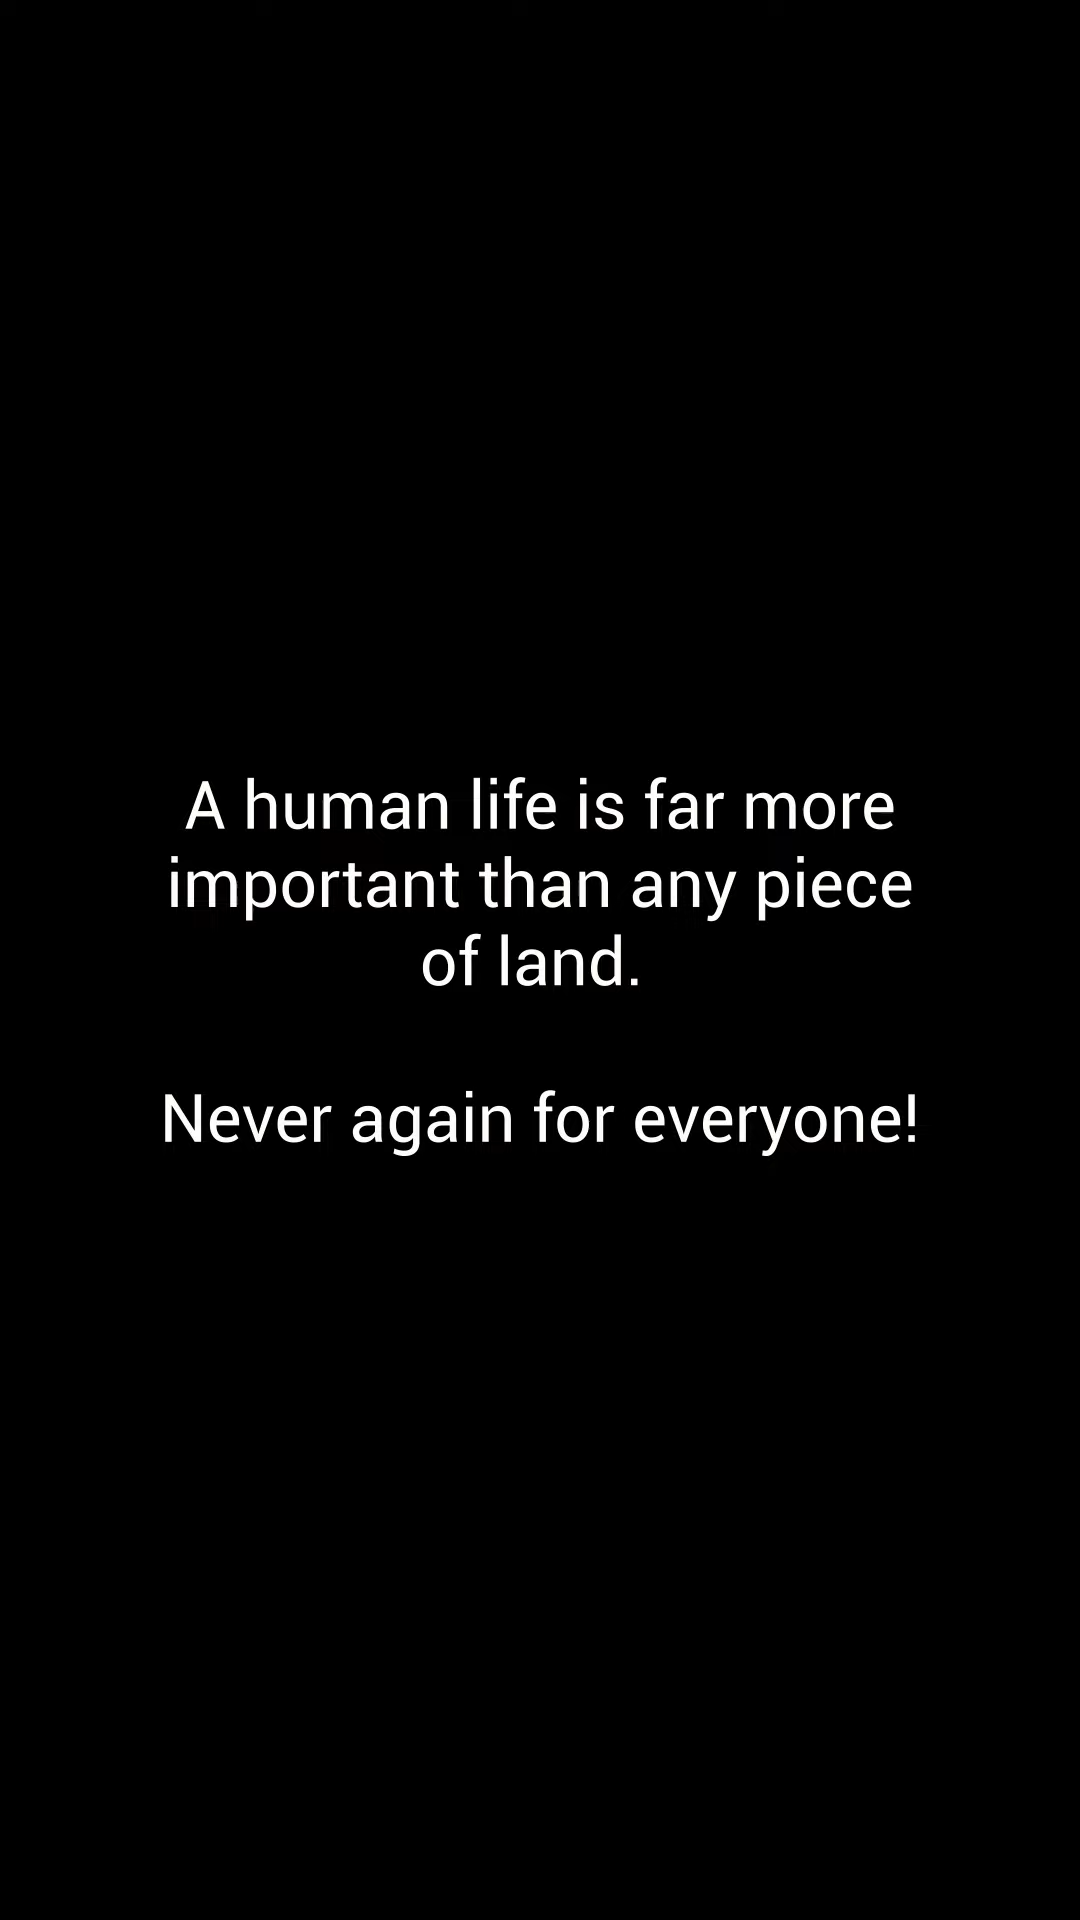 A human life is far more
important than any piece
of land.
Never again for everyone!